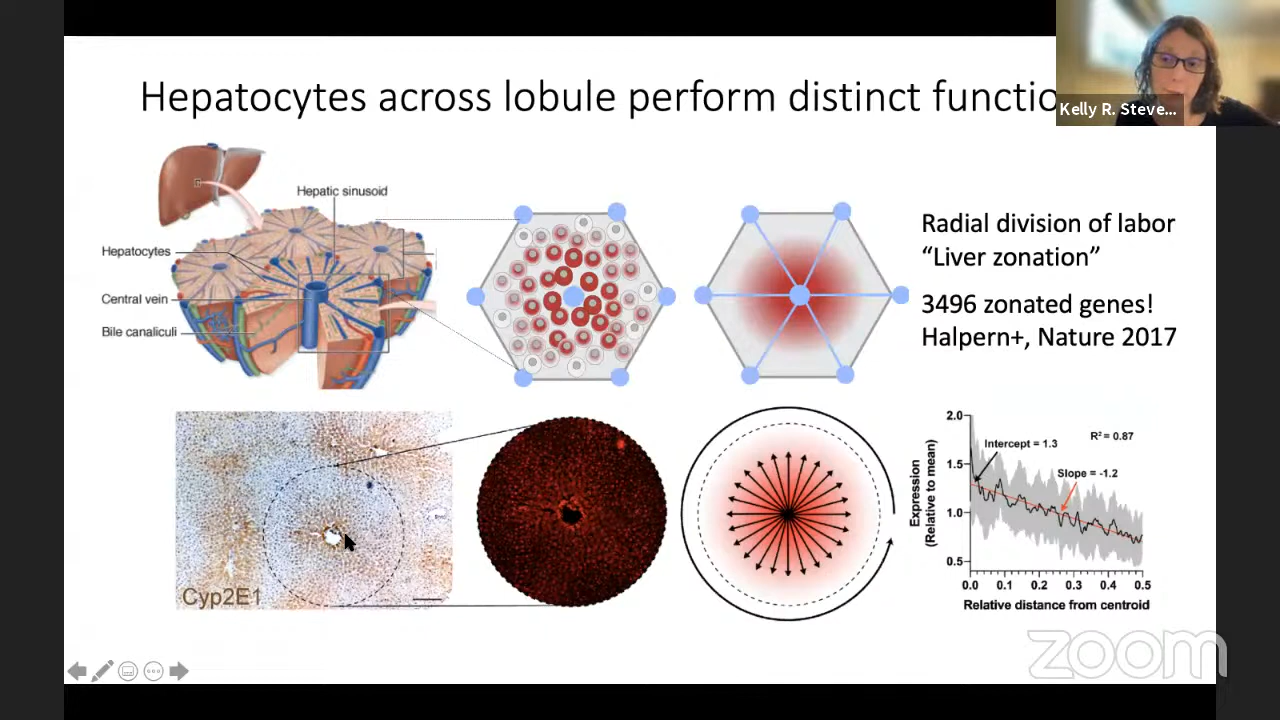 Hepatocytes across lobule perform distinct functio
Kelly R. Steve...
Hepatic sinusoid
Hepatocytes
Central vein
Bile canaliculi
Radial division of labor
“Liver zonation”
3496 zonated genes!
Halpern+, Nature 2017
Cyp2E1
Expression
(Relative to mean)
2.0
1.5
1.0
0.5
Intercept = 1.3
R² = 0.87
Slope = -1.2
0.0 0.1 0.2 0.3 0.4 0.5
Relative distance from centroid
zoom